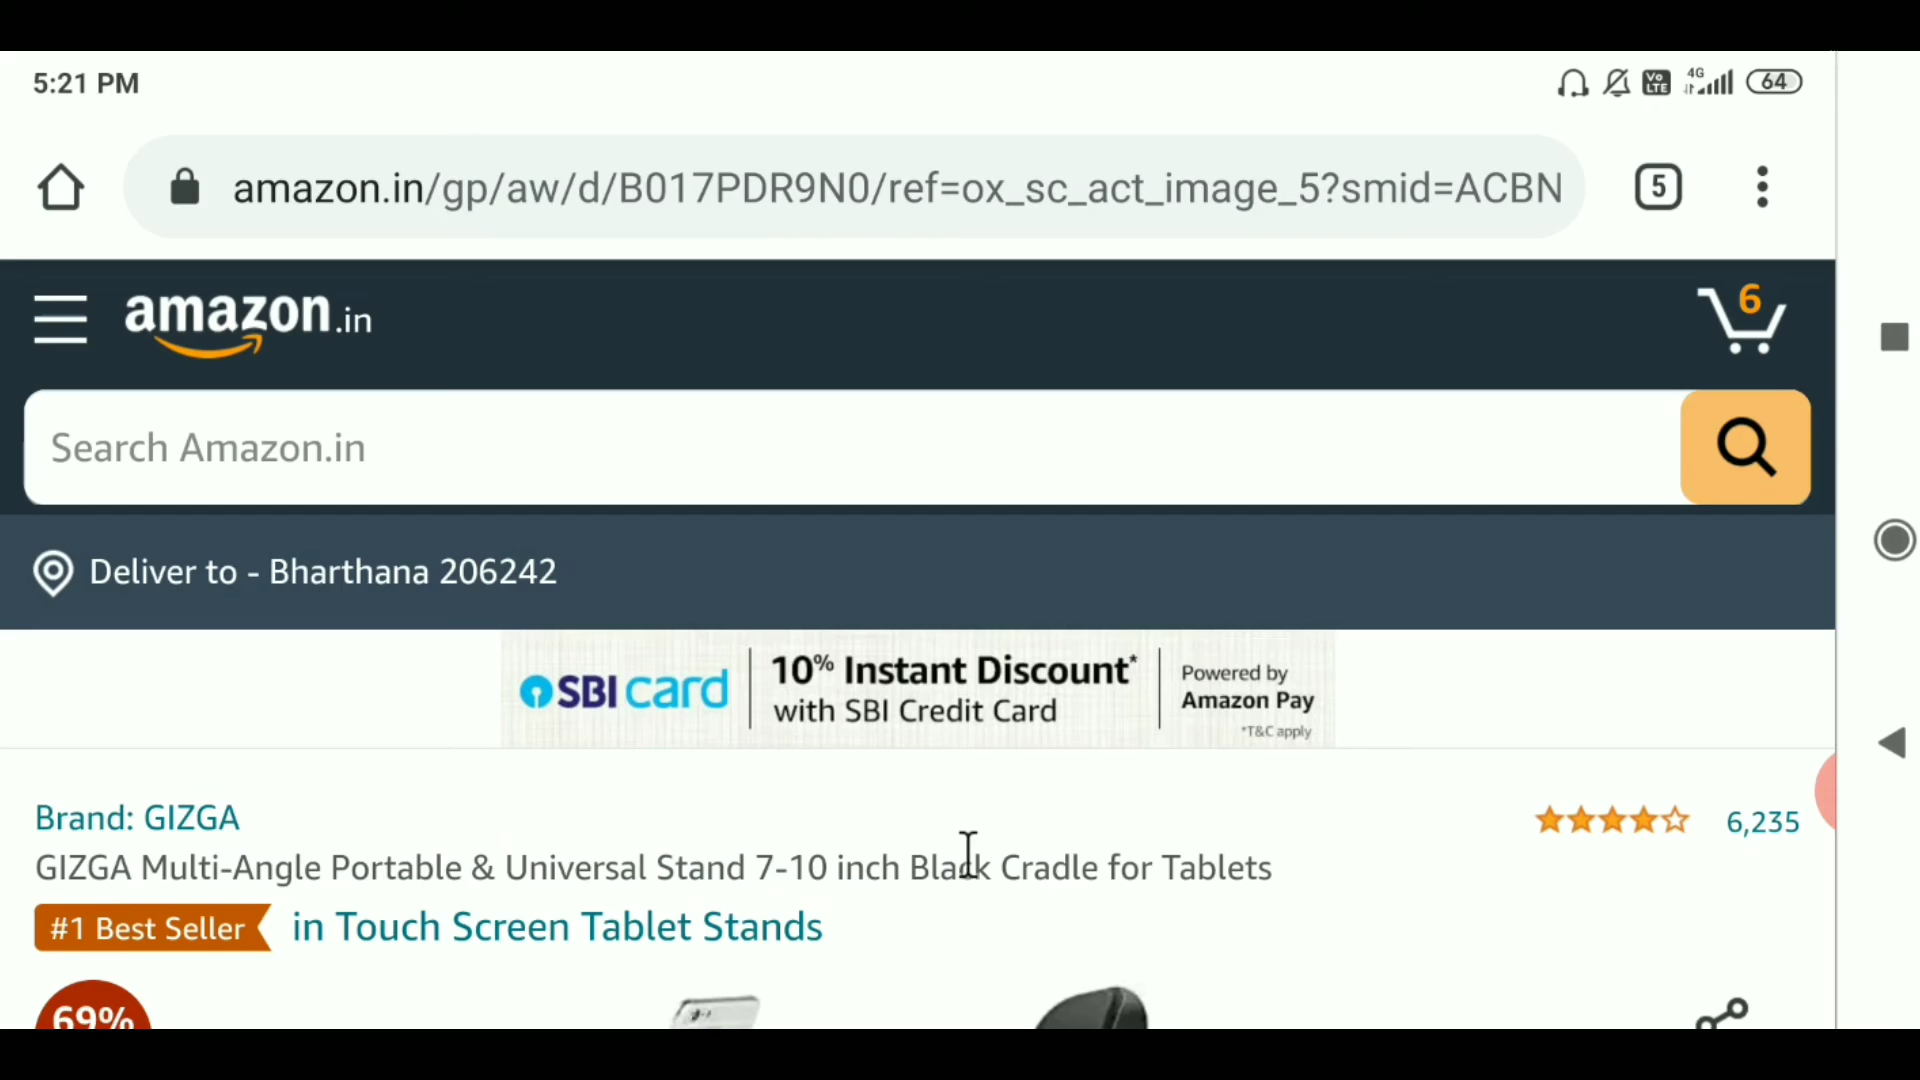 5:21 PM
Vo LTE 4G 64
amazon.in/gp/aw/d/B017PDR9N0/ref=ox_sc_act_image_5?smid=ACBN
5
amazon.in
6
Search Amazon.in
Deliver to - Bharthana 206242
SBI card
10% Instant Discount*
with SBI Credit Card
Powered by
Amazon Pay
*T&C apply
Brand: GIZGA
6,235
GIZGA Multi-Angle Portable & Universal Stand 7-10 inch Black Cradle for Tablets
#1 Best Seller in Touch Screen Tablet Stands
69%